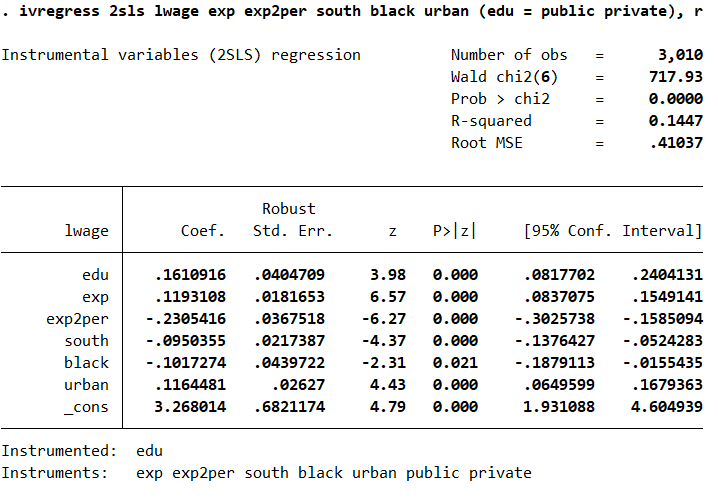 . ivregress 2sls lwage exp exp2per south black urban (edu = public private), r
Instrumental variables (2SLS) regression Number of obs = 3,010
Wald chi2(6) = 717.93
Prob > chi2 = 0.0000
R-squared = 0.1447
Root MSE = .41037
Robust
lwage Coef. Std. Err. z P>|z| [95% Conf. Interval]
edu .1610916 .0404709 3.98 0.000 .0817702 .2404131
exp .1193108 .0181653 6.57 0.000 .0837075 .1549141
exp2per -.2305416 .0367518 -6.27 0.000 -.3025738 -.1585094
south -.0950355 .0217387 -4.37 0.000 -.1376427 -.0524283
black -.1017274 .0439722 -2.31 0.021 -.1879113 -.0155435
urban .1164481 .02627 4.43 0.000 .0649599 .1679363
_cons 3.268014 .6821174 4.79 0.000 1.931088 4.604939
Instrumented: edu
Instruments: exp exp2per south black urban public private